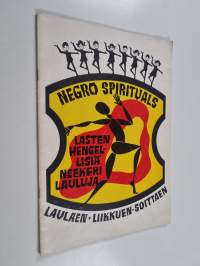 NEGRO SPIRITUALS
LASTEN
HENGEL-
LISIÄ
NEEKERI
LAULUJA
LAULAEN · LIIKKUEN · SOITTAEN